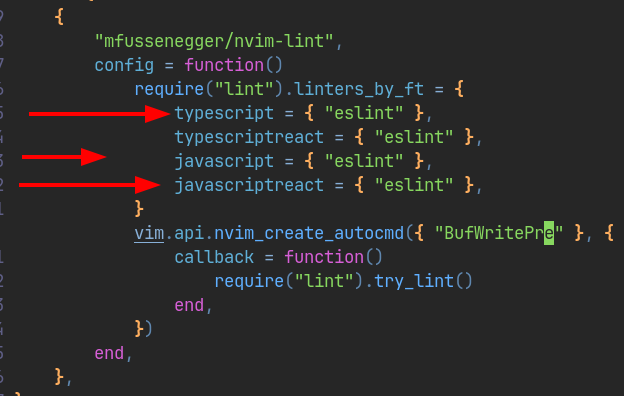 {
"mfussenegger/nvim-lint",
config = function()
require("lint").linters_by_ft = {
typescript = { "eslint" },
typescriptreact = { "eslint" },
javascript = { "eslint" },
javascriptreact = { "eslint" },
}
vim.api.nvim_create_autocmd({ "BufWritePre" }, {
callback = function()
require("lint").try_lint()
end,
})
end,
},